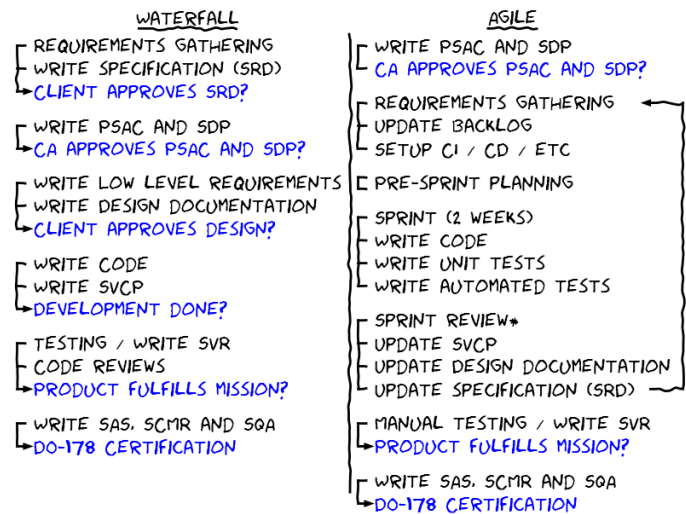 WATERFALL
REQUIREMENTS GATHERING
WRITE SPECIFICATION (SRD)
CLIENT APPROVES SRD?
WRITE PSAC AND SDP
CA APPROVES PSAC AND SDP?
WRITE LOW LEVEL REQUIREMENTS
WRITE DESIGN DOCUMENTATION
CLIENT APPROVES DESIGN?
WRITE CODE
WRITE SVCP
DEVELOPMENT DONE?
TESTING / WRITE SVR
CODE REVIEWS
PRODUCT FULFILLS MISSION?
WRITE SAS, SCMR AND SQA
DO-178 CERTIFICATION
AGILE
WRITE PSAC AND SDP
CA APPROVES PSAC AND SDP?
REQUIREMENTS GATHERING
UPDATE BACKLOG
SETUP CI / CD / ETC
PRE-SPRINT PLANNING
SPRINT (2 WEEKS)
WRITE CODE
WRITE UNIT TESTS
WRITE AUTOMATED TESTS
SPRINT REVIEW*
UPDATE SVCP
UPDATE DESIGN DOCUMENTATION
UPDATE SPECIFICATION (SRD)
MANUAL TESTING / WRITE SVR
PRODUCT FULFILLS MISSION?
WRITE SAS, SCMR AND SQA
DO-178 CERTIFICATION